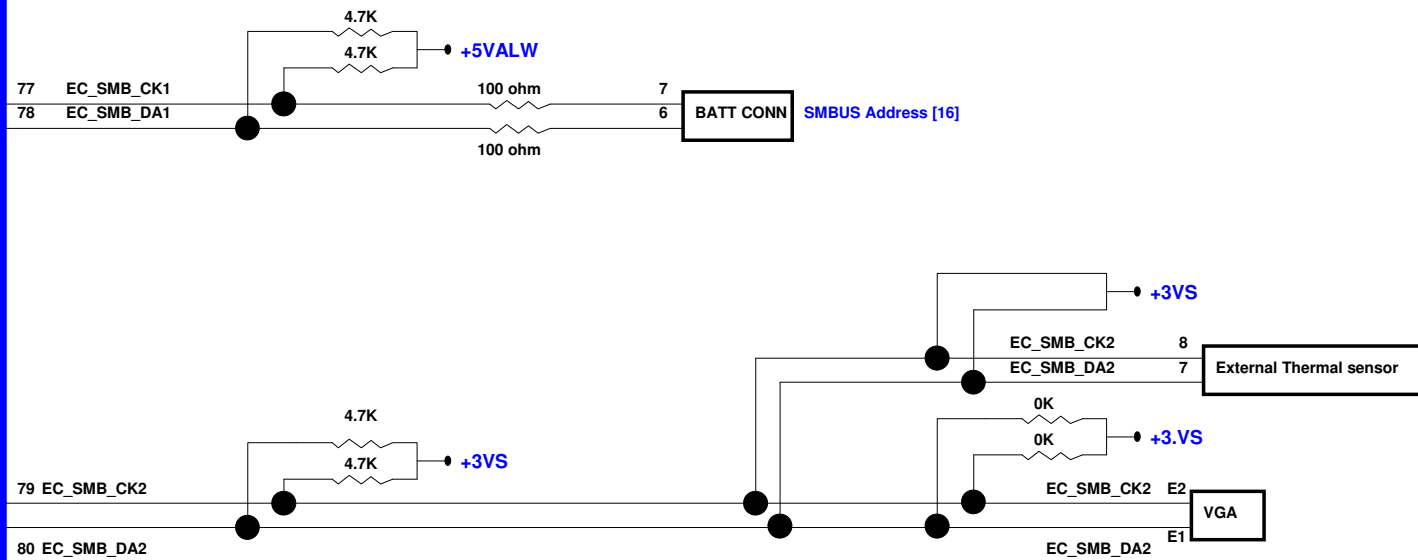 4.7K
4.7K
+5VALW
77 EC_SMB_CK1
100 ohm
7
78 EC_SMB_DA1
6
BATT CONN
SMBUS Address [16]
100 ohm
+3VS
EC_SMB_CK2 8
EC_SMB_DA2 7
External Thermal sensor
4.7K
0K
+3.VS
0K
4.7K
+3VS
79 EC_SMB_CK2
EC_SMB_CK2 E2
VGA
E1
80 EC_SMB_DA2
EC_SMB_DA2